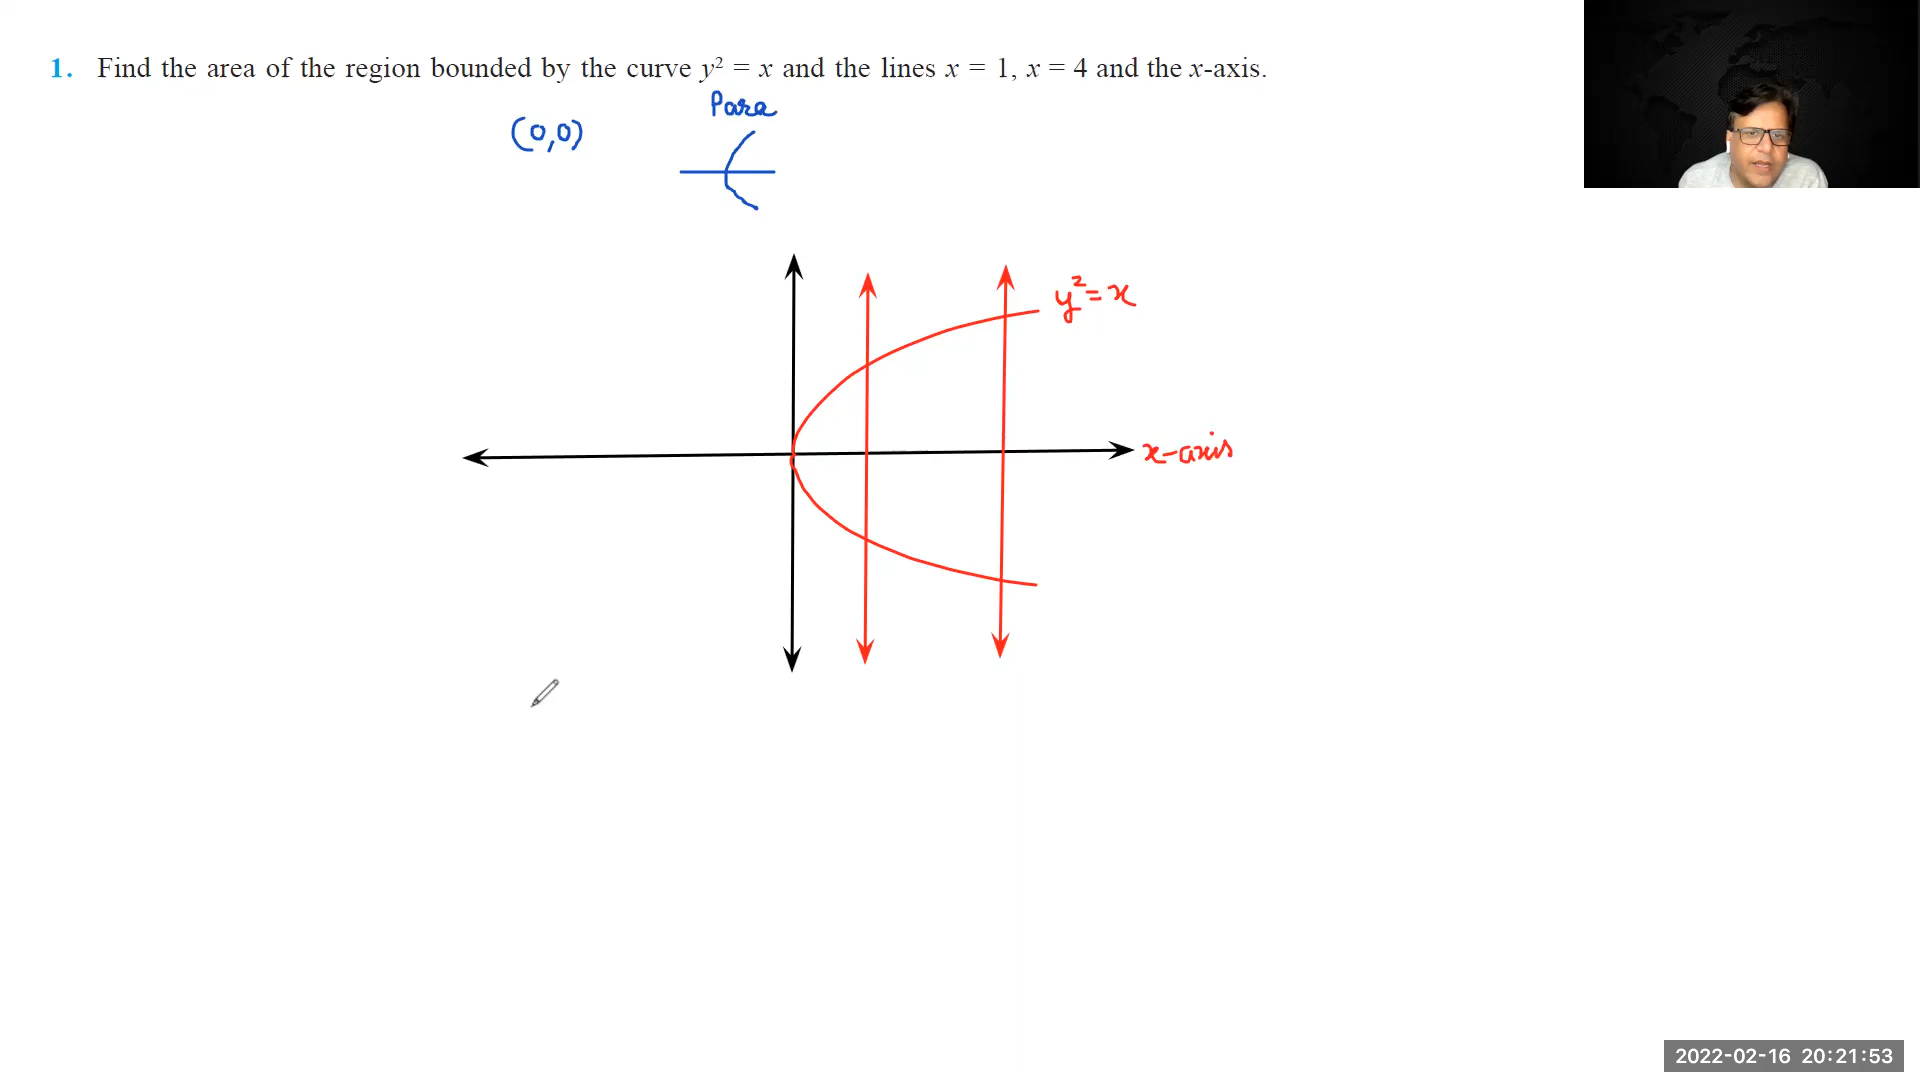 1. Find the area of the region bounded by the curve y² = x and the lines x = 1, x = 4 and the x-axis.
Para
(0,0)
y² = x
x-axis
2022-02-16 20:21:53